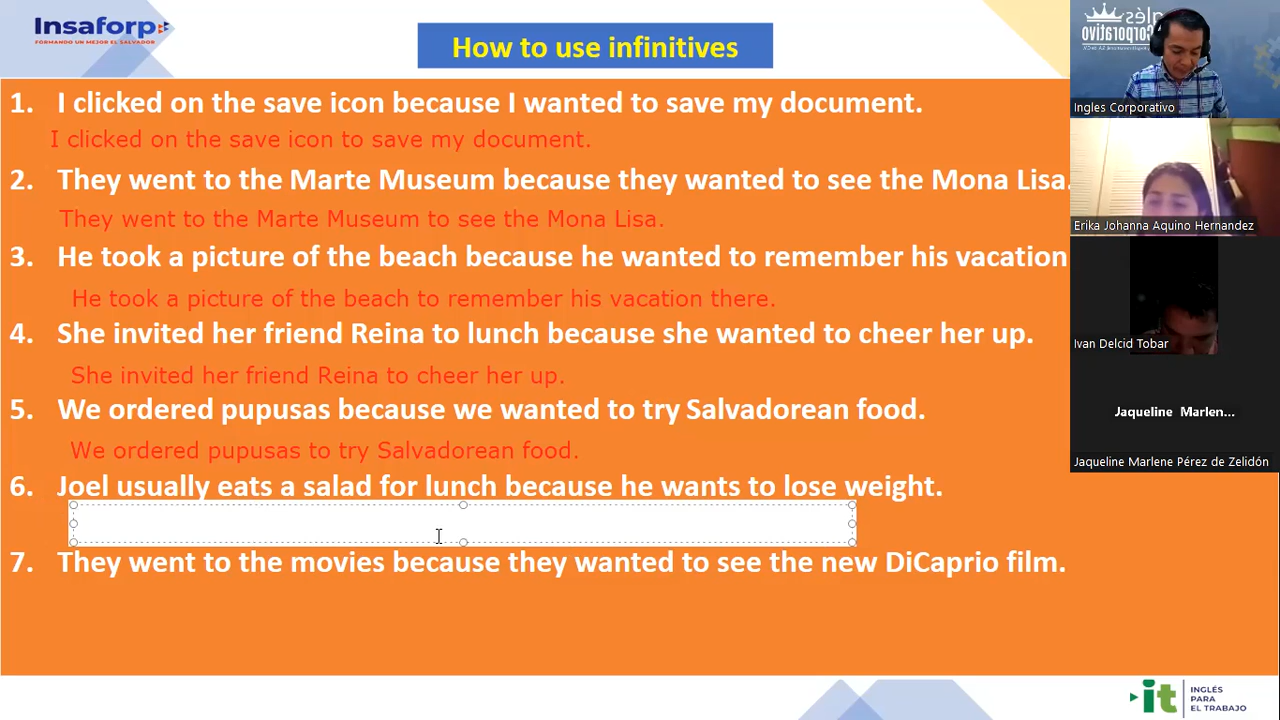 Insaforp
FORMANDO UN MEJOR EL SALVADOR
How to use infinitives
1. I clicked on the save icon because I wanted to save my document.
I clicked on the save icon to save my document.
2. They went to the Marte Museum because they wanted to see the Mona Lisa.
They went to the Marte Museum to see the Mona Lisa.
3. He took a picture of the beach because he wanted to remember his vacation
He took a picture of the beach to remember his vacation there.
4. She invited her friend Reina to lunch because she wanted to cheer her up.
She invited her friend Reina to cheer her up.
5. We ordered pupusas because we wanted to try Salvadorean food.
We ordered pupusas to try Salvadorean food.
6. Joel usually eats a salad for lunch because he wants to lose weight.
7. They went to the movies because they wanted to see the new DiCaprio film.
Ingles Corporativo
Erika Johanna Aquino Hernandez
Ivan Delcid Tobar
Jaqueline Marlen...
Jaqueline Marlene Pérez de Zelidón
it
INGLÉS
PARA
EL TRABAJO